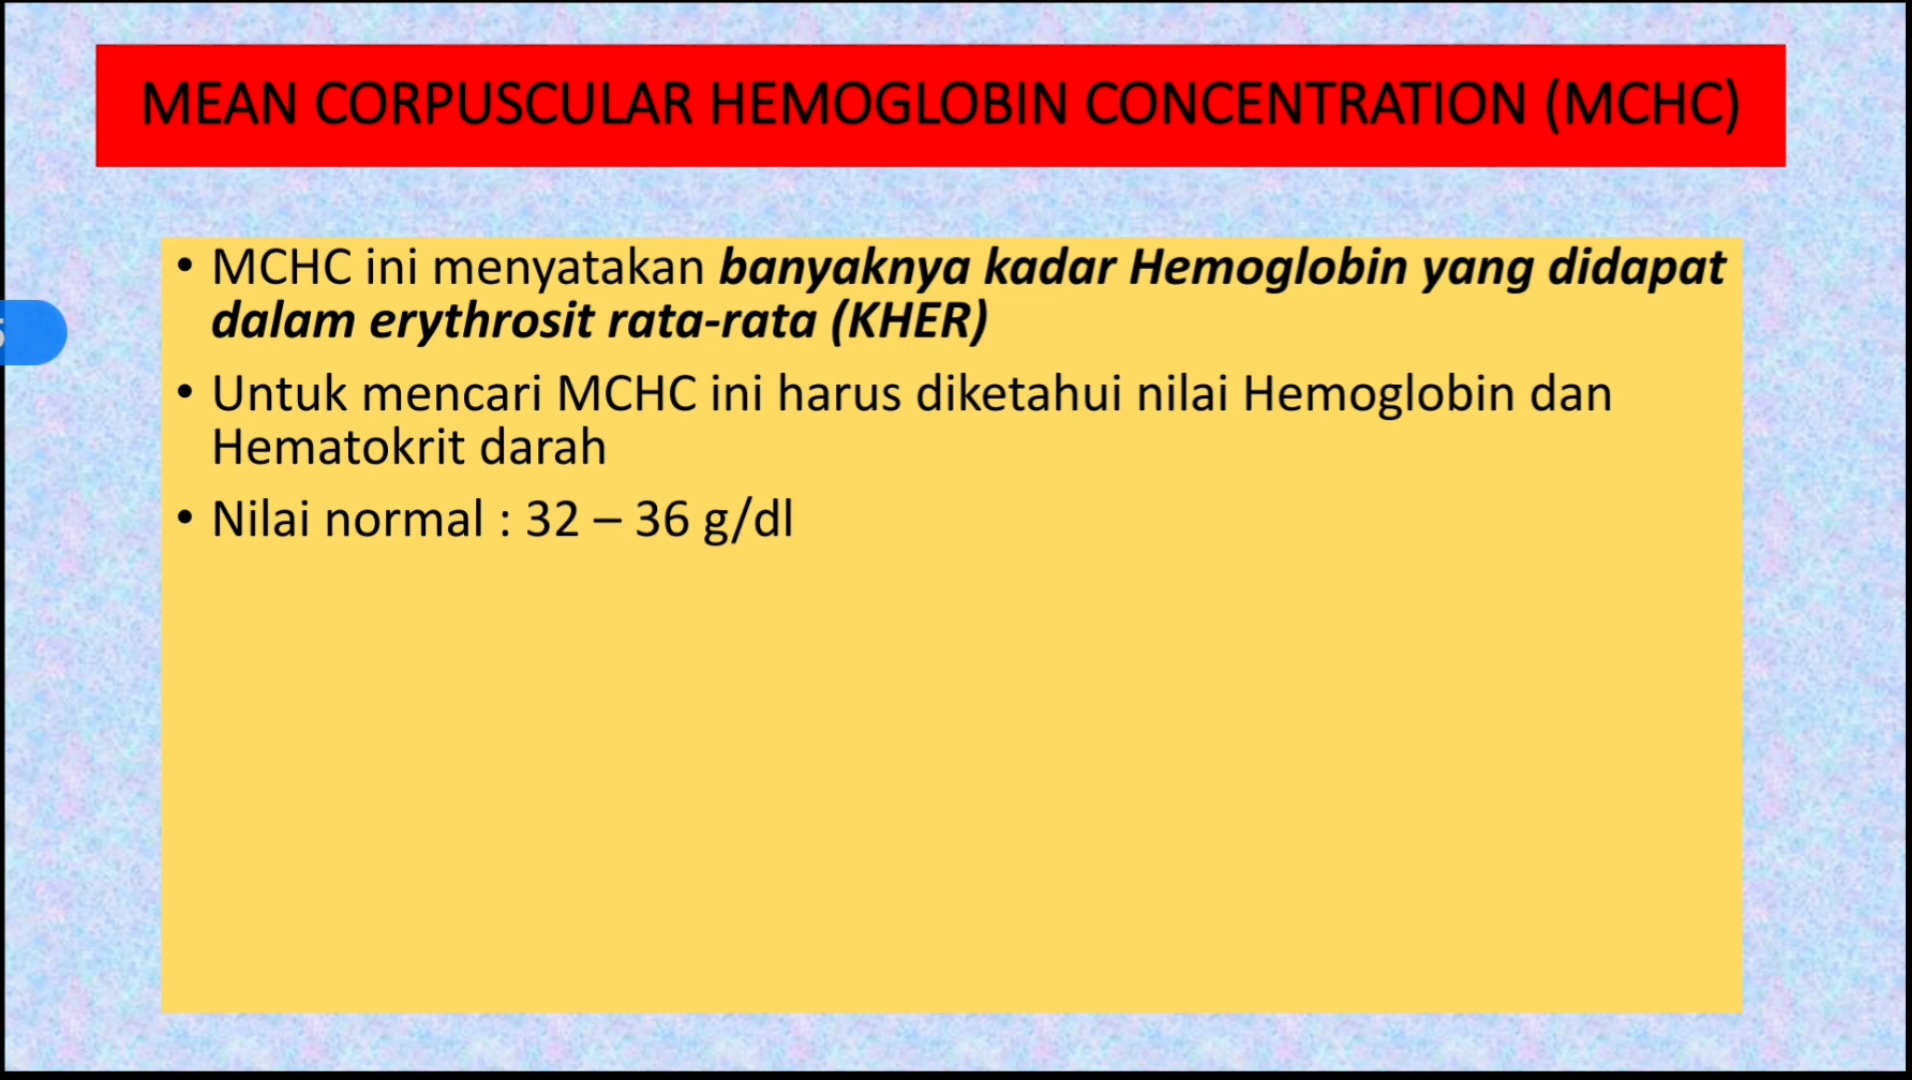 MEAN CORPUSCULAR HEMOGLOBIN CONCENTRATION (MCHC)
• MCHC ini menyatakan banyaknya kadar Hemoglobin yang didapat
dalam erythrosit rata-rata (KHER)
• Untuk mencari MCHC ini harus diketahui nilai Hemoglobin dan
Hematokrit darah
• Nilai normal : 32 – 36 g/dl